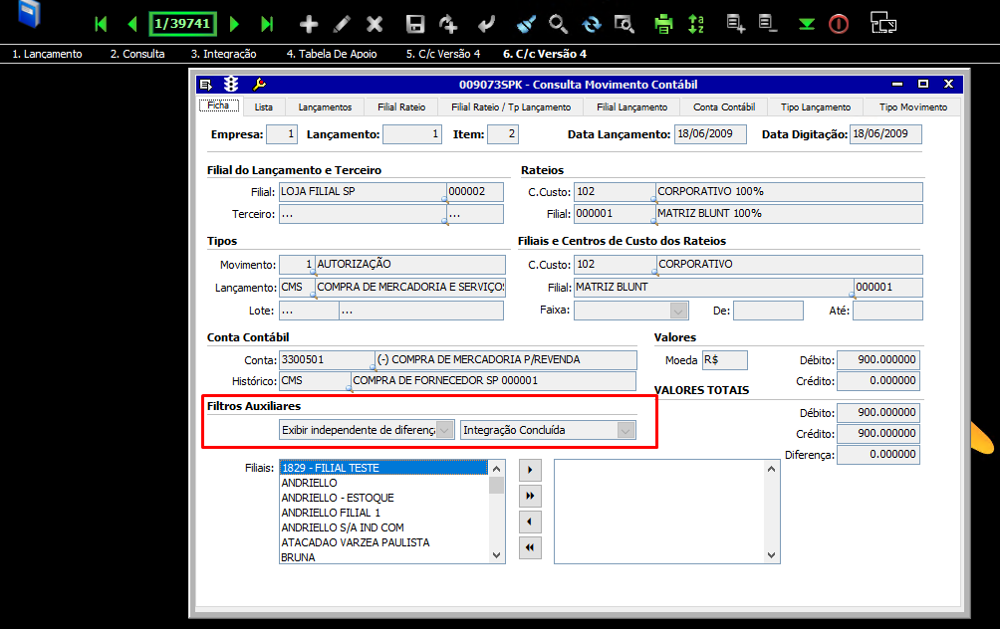 1/39741
1. Lançamento 2. Consulta 3. Integração 4. Tabela De Apoio 5. C/c Versão 4 6. C/c Versão 4
009073SPK - Consulta Movimento Contábil
Ficha Lista Lançamentos Filial Rateio Filial Rateio / Tp Lançamento Filial Lançamento Conta Contábil Tipo Lançamento Tipo Movimento
Empresa: 1 Lançamento: 1 Item: 2 Data Lançamento: 18/06/2009 Data Digitação: 18/06/2009
Filial do Lançamento e Terceiro Rateios
Filial: LOJA FILIAL SP 000002 C.Custo: 102 CORPORATIVO 100%
Terceiro: ... ... Filial: 000001 MATRIZ BLUNT 100%
Tipos Filiais e Centros de Custo dos Rateios
Movimento: 1 AUTORIZAÇÃO C.Custo: 102 CORPORATIVO
Lançamento: CMS COMPRA DE MERCADORIA E SERVIÇO Filial: MATRIZ BLUNT 000001
Lote: ... ... Faixa: De: Até:
Conta Contábil Valores
Conta: 3300501 (-) COMPRA DE MERCADORIA P/REVENDA Moeda R$ Débito: 900.000000
Histórico: CMS COMPRA DE FORNECEDOR SP 000001 Crédito: 0.000000
VALORES TOTAIS
Filtros Auxiliares Débito: 900.000000
Exibir independente de diferenç Integração Concluída Crédito: 900.000000
Diferença: 0.000000
Filiais: 1829 - FILIAL TESTE
ANDRIELLO
ANDRIELLO - ESTOQUE
ANDRIELLO FILIAL 1
ANDRIELLO S/A IND COM
ATACADAO VARZEA PAULISTA
BRUNA